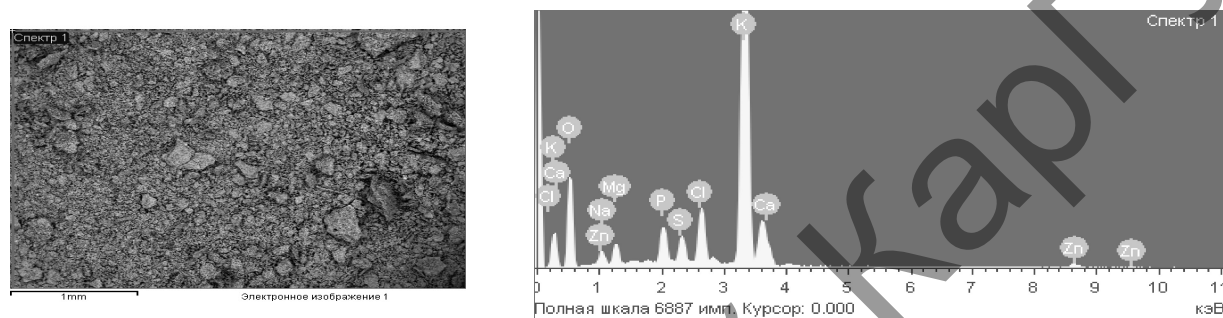 Спектр 1
1mm
Электронное изображение 1
Спектр 1
K
O
K
Ca
Cl
Mg
Na
Zn
P
S
Cl
Ca
Zn
Zn
0 1 2 3 4 5 6 7 8 9 10 11
Полная шкала 6887 имп. Курсор: 0.000
кэВ